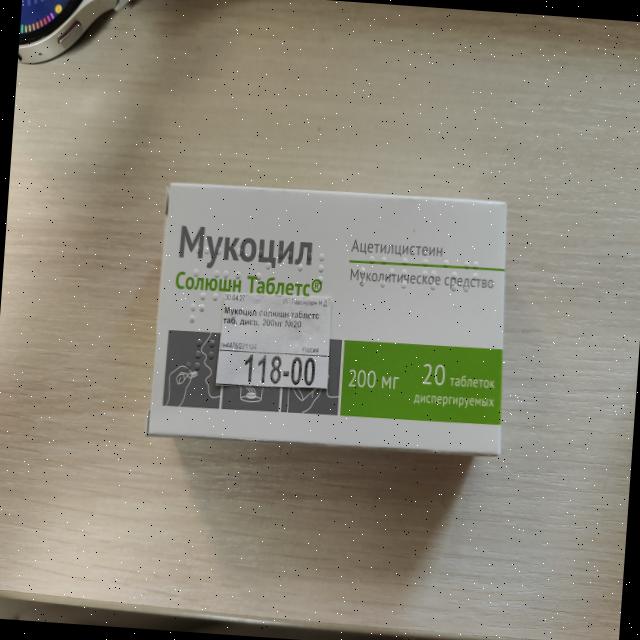 Мукоцил
Солюшн Таблетс®
Ацетилцистеин
Муколитическое средство
Мукоцил солюшн таблетс
таб. дисп. 200мг №20
Россия
118-00
200 мг
20 таблеток
диспергируемых